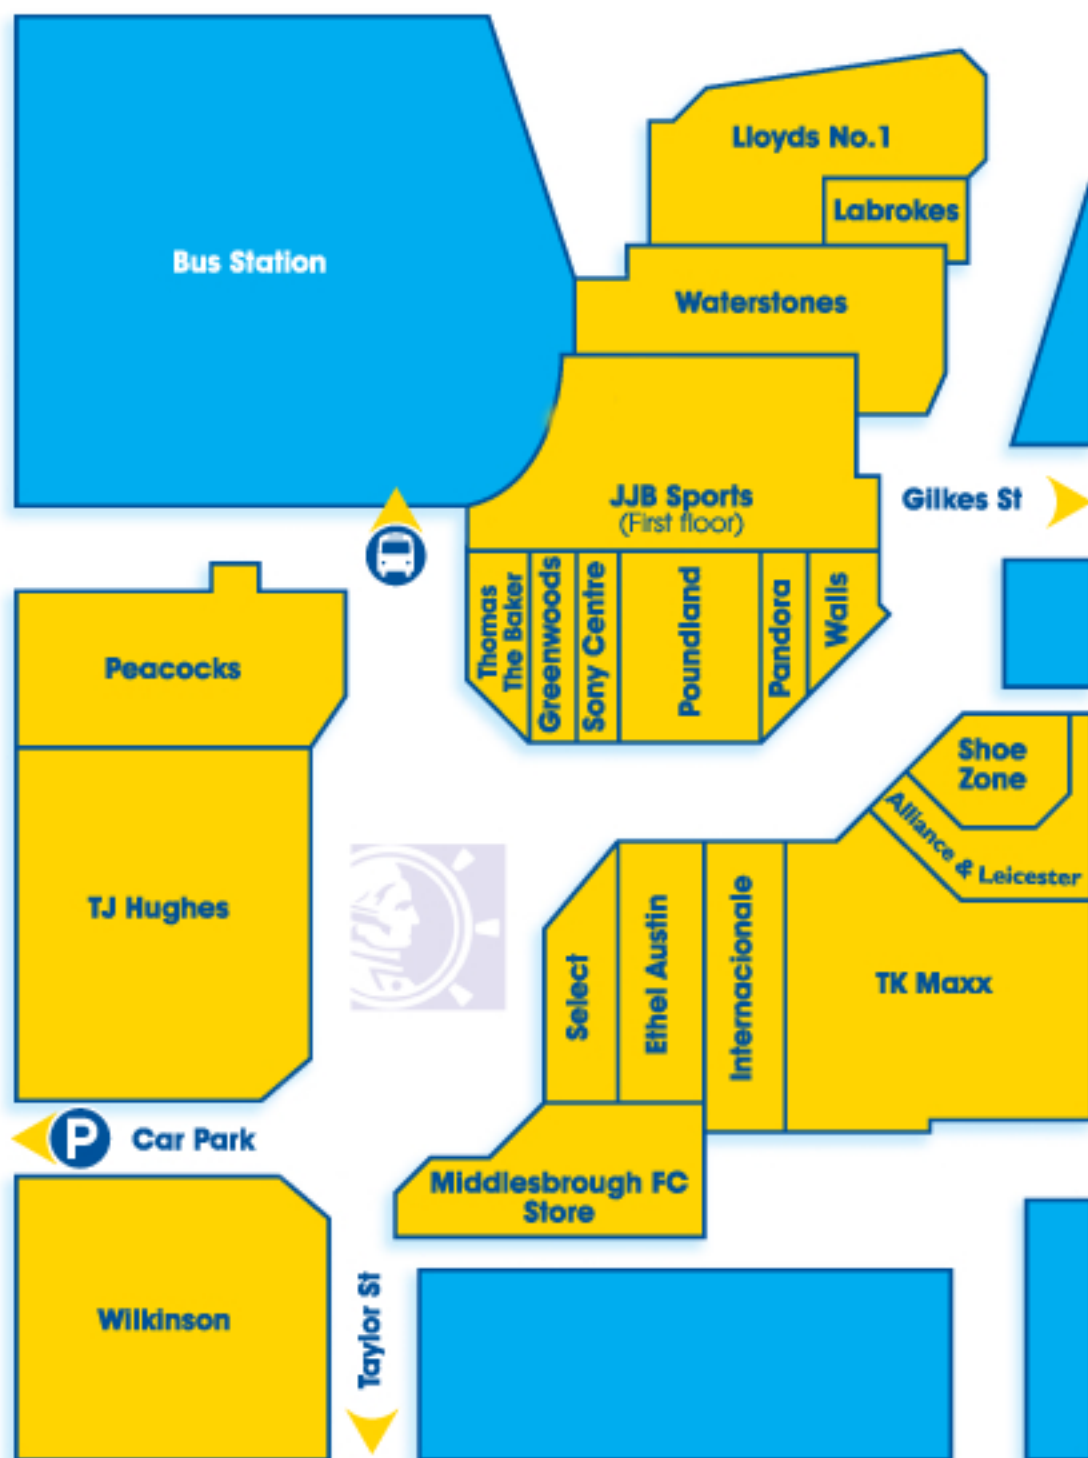 Lloyds No.1
Labrokes
Bus Station
Waterstones
JJB Sports
(First floor)
Gilkes St
Thomas
The Baker
Greenwoods
Sony Centre
Poundland
Pandora
Walls
Peacocks
Shoe
Zone
Alliance & Leicester
TJ Hughes
Select
Ethel Austin
Internacionale
TK Maxx
P
Car Park
Middlesbrough FC
Store
Wilkinson
Taylor St